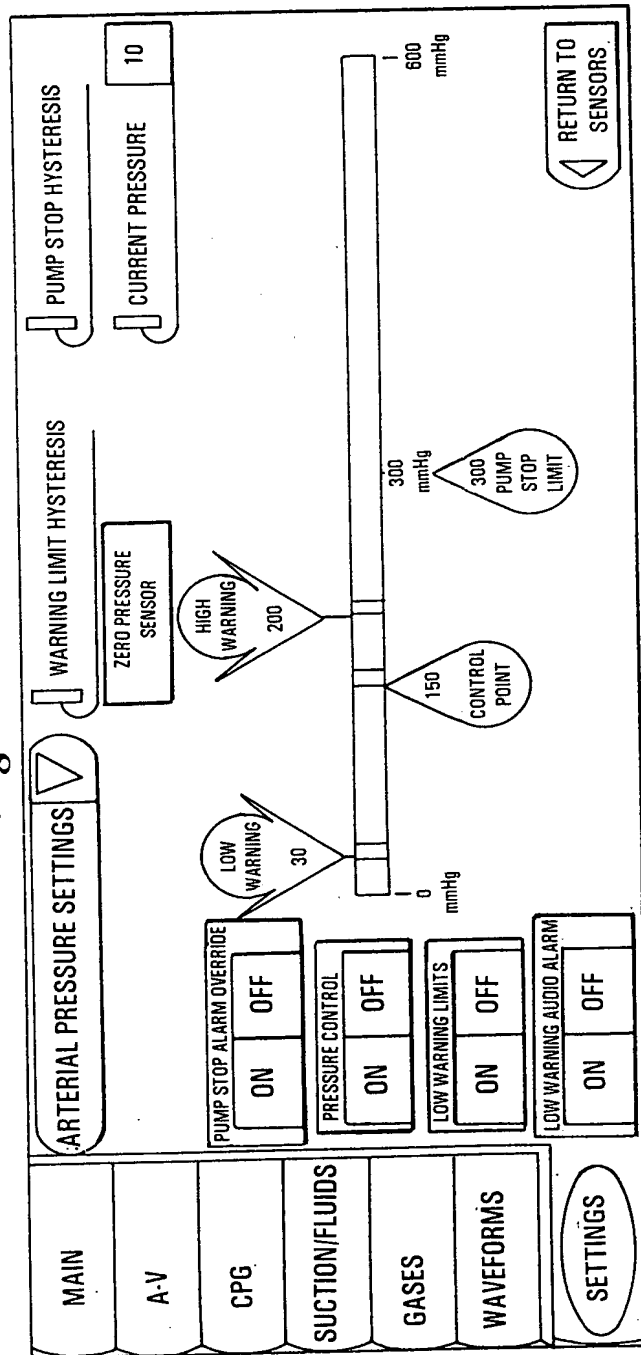 MAIN
A-V
CPG
SUCTION/FLUIDS
GASES
WAVEFORMS
SETTINGS
ARTERIAL PRESSURE SETTINGS
WARNING LIMIT HYSTERESIS
PUMP STOP HYSTERESIS
ZERO PRESSURE
SENSOR
CURRENT PRESSURE
10
PUMP STOP ALARM OVERRIDE
ON
OFF
PRESSURE CONTROL
ON
OFF
LOW WARNING LIMITS
ON
OFF
LOW WARNING AUDIO ALARM
ON
OFF
LOW
WARNING
30
HIGH
WARNING
200
0
mmHg
300
mmHg
600
mmHg
150
CONTROL
POINT
300
PUMP
STOP
LIMIT
RETURN TO
SENSORS